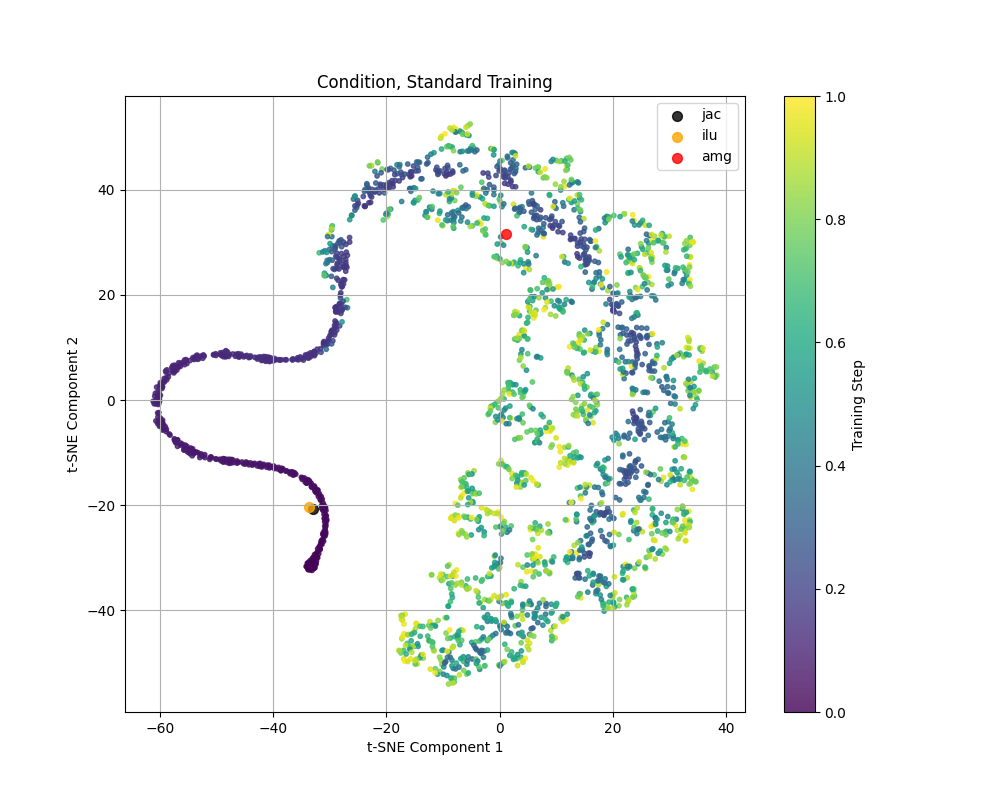 Condition, Standard Training
jac
ilu
amg
40
20
0
−20
−40
−60
−40
−20
0
20
40
t-SNE Component 1
t-SNE Component 2
1.0
0.8
0.6
0.4
0.2
0.0
Training Step